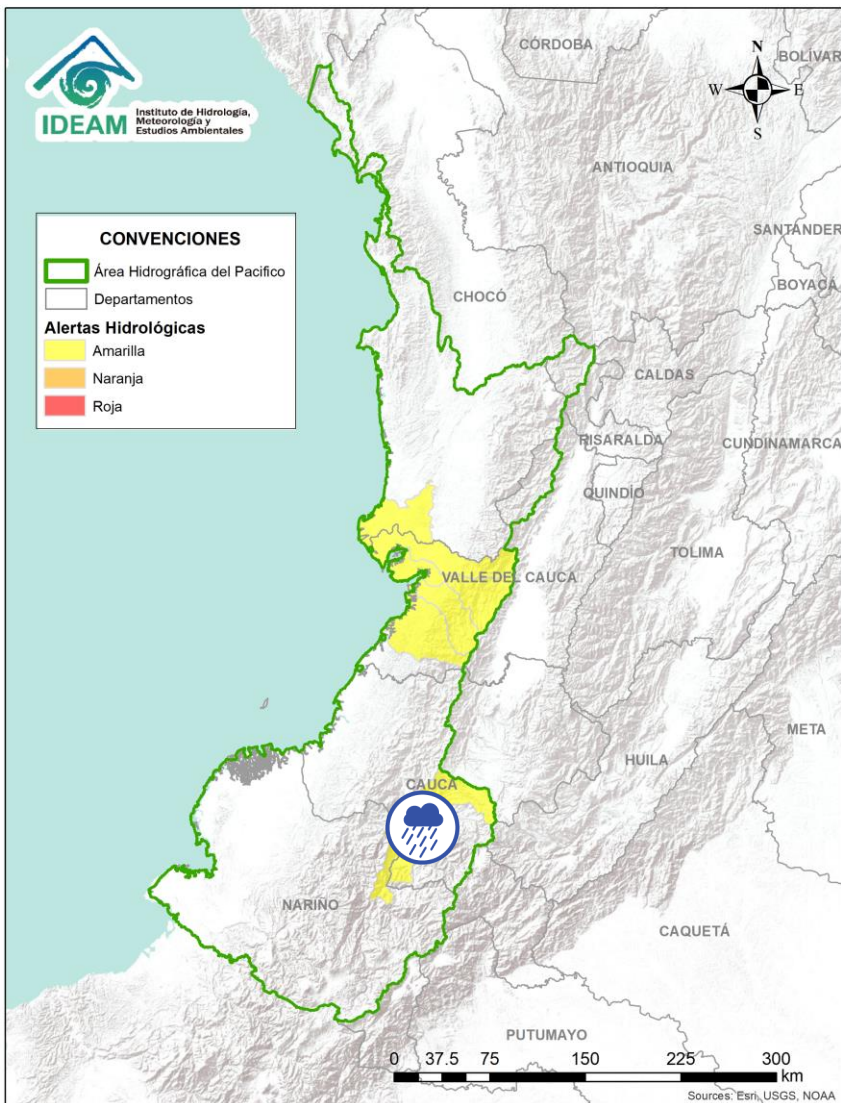 IDEAM
Instituto de Hidrología,
Meteorología y
Estudios Ambientales
CONVENCIONES
Área Hidrográfica del Pacifico
Departamentos
Alertas Hidrológicas
Amarilla
Naranja
Roja
N
W
E
S
CÓRDOBA
BOLÍVAR
ANTIOQUIA
SANTANDER
BOYACÁ
CHOCÓ
CALDAS
RISARALDA
CUNDINAMARCA
QUINDÍO
TOLIMA
VALLE DEL CAUCA
META
HUILA
CAUCA
NARIÑO
CAQUETÁ
PUTUMAYO
0 37.5 75 150 225 300
km
Sources: Esri, USGS, NOAA